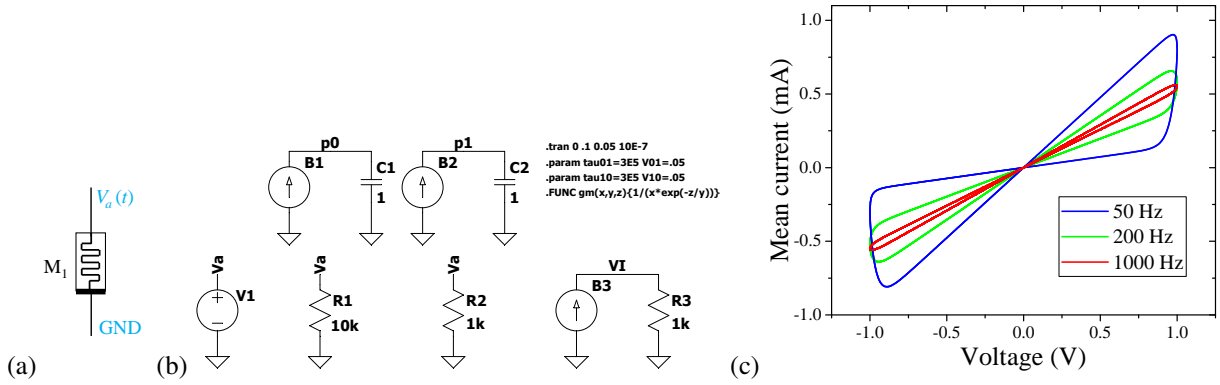 V_a(t)
M_1
GND
(a)
p0
B1
C1
1
p1
B2
C2
1
.tran 0 .1 0.05 10E-7
.param tau01=3E5 V01=.05
.param tau10=3E5 V10=.05
.FUNC gm(x,y,z){1/(x*exp(-z/y))}
Va
V1
Va
R1
10k
Va
R2
1k
VI
B3
R3
1k
(b)
Mean current (mA)
1.0
0.5
0.0
-0.5
-1.0
50 Hz
200 Hz
1000 Hz
-1.0 -0.5 0.0 0.5 1.0
Voltage (V)
(c)